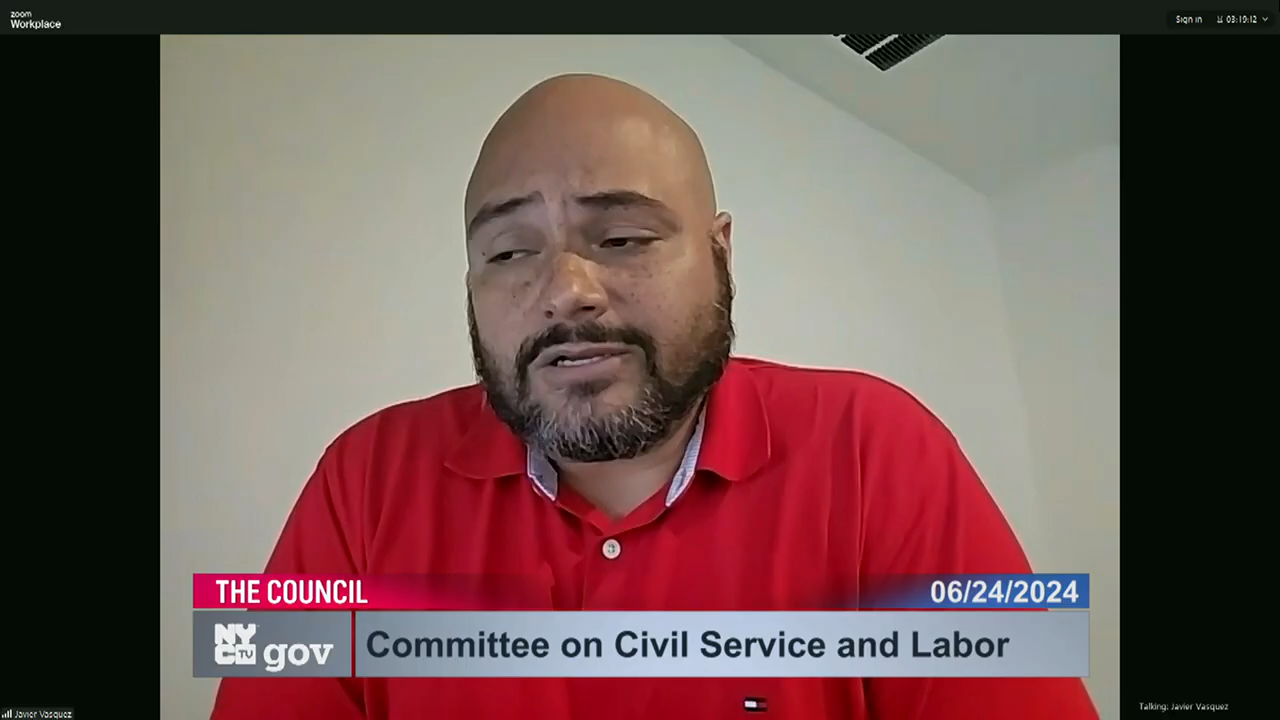 zoom
Workplace
Sign in
03:19:12
THE COUNCIL
06/24/2024
NYC TV gov
Committee on Civil Service and Labor
Javier Vasquez
Talking: Javier Vasquez